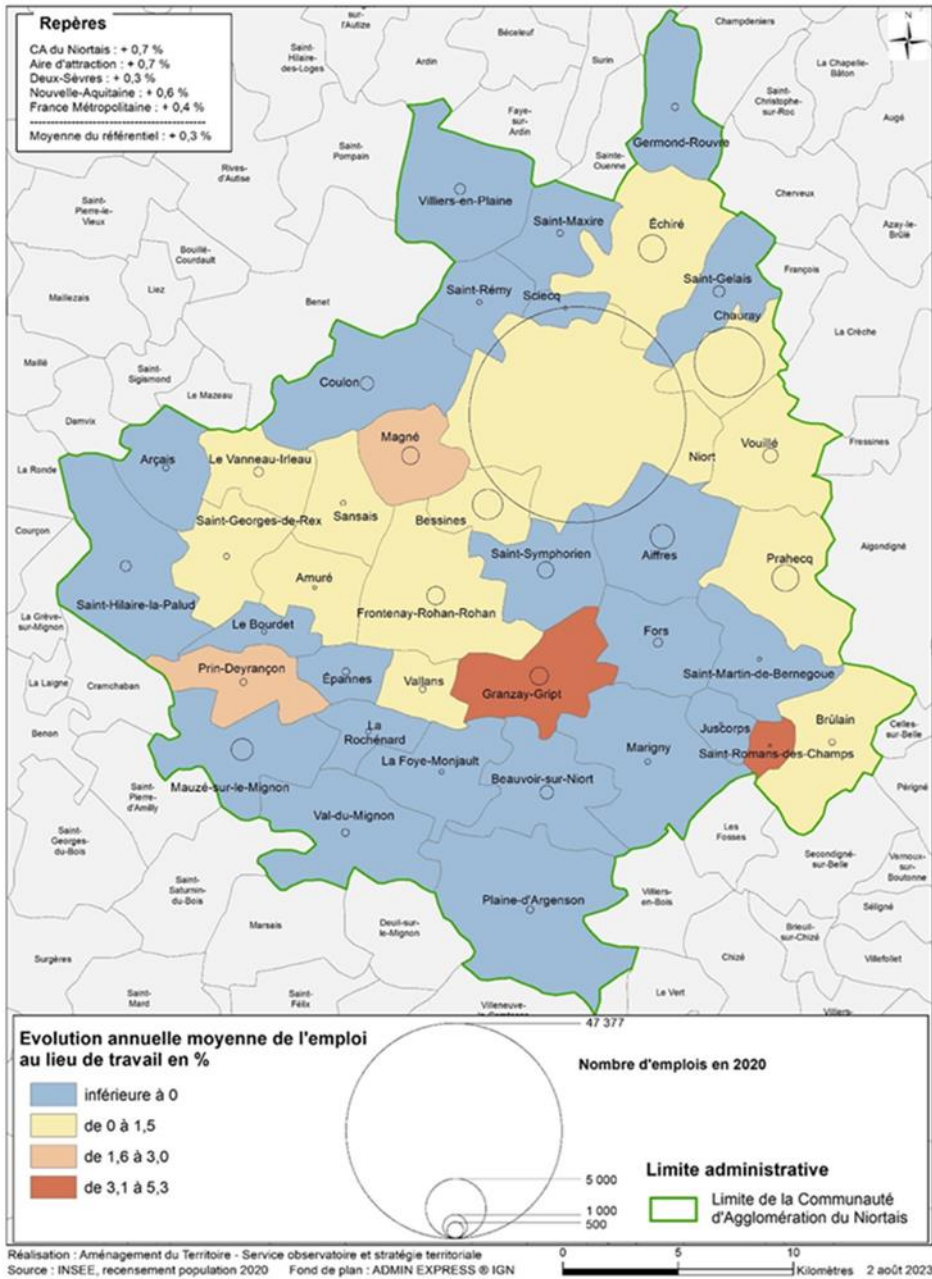 Repères
CA du Niortais : + 0,7 %
Aire d'attraction : + 0,7 %
Deux-Sèvres : + 0,3 %
Nouvelle-Aquitaine : + 0,6 %
France Métropolitaine : + 0,4 %
Moyenne du référentiel : + 0,3 %
N
sur-
l'Autize
Saint-
Hilaire-
des-Loges
Béceleuf
Ardin
Surin
Champdeniers
La Chapelle-
Bâton
Saint-
Christophe-
sur-Roc
Augé
Faye-
sur-
Ardin
Germond-Rouvre
Saint-
Pompain
Sainte-
Ouenne
Rives-
d'Autise
Cherveux
Saint-
Pierre-le-
Vieux
Villiers-en-Plaine
Saint-Maxire
Échiré
Azay-le-
Brûlé
Bouillé-
Courdault
François
Maillezais
Liez
Benet
Saint-Rémy
Sciecq
Saint-Gelais
Chauray
La Crèche
Maillé
Saint-
Sigismond
Coulon
Le Mazeau
Damvix
Magné
Vouillé
Fressines
La Ronde
Arçais
Le Vanneau-Irleau
Niort
Sansais
Bessines
Saint-Georges-de-Rex
Courçon
Saint-Symphorien
Aiffres
Prahecq
Aigondigné
Amuré
Saint-Hilaire-la-Palud
Frontenay-Rohan-Rohan
La Grève-
sur-Mignon
Le Bourdet
Fors
Prin-Deyrançon
Épannes
Vallans
Granzay-Gript
Saint-Martin-de-Bernegoue
La Laigne
Cramchaban
Benon
La
Rochénard
Juscorps
Brûlain
Celles-
sur-Belle
Marigny
Saint-Romans-des-Champs
La Foye-Monjault
Beauvoir-sur-Niort
Mauzé-sur-le-Mignon
Périgné
Saint-
Pierre-
d'Amilly
Val-du-Mignon
Les
Fosses
Saint-
Georges-
du-Bois
Secondigné-
sur-Belle
Vernoux-
sur-
Boutonne
Saint-
Saturnin-
du-Bois
Plaine-d'Argenson
Villiers-
en-Bois
Séligné
Marsais
Deuil-sur-
le-Mignon
Brieuil-
sur-Chizé
Surgères
Chizé
Villefollet
Saint-
Mard
Saint-
Félix
Villeneuve-
Le Vert
Villiers-
Evolution annuelle moyenne de l'emploi
au lieu de travail en %
inférieure à 0
de 0 à 1,5
de 1,6 à 3,0
de 3,1 à 5,3
47 377
Nombre d'emplois en 2020
5 000
1 000
500
Limite administrative
Limite de la Communauté
d'Agglomération du Niortais
Réalisation : Aménagement du Territoire - Service observatoire et stratégie territoriale
Source : INSEE, recensement population 2020 Fond de plan : ADMIN EXPRESS ® IGN
0 5 10
Kilomètres 2 août 2023